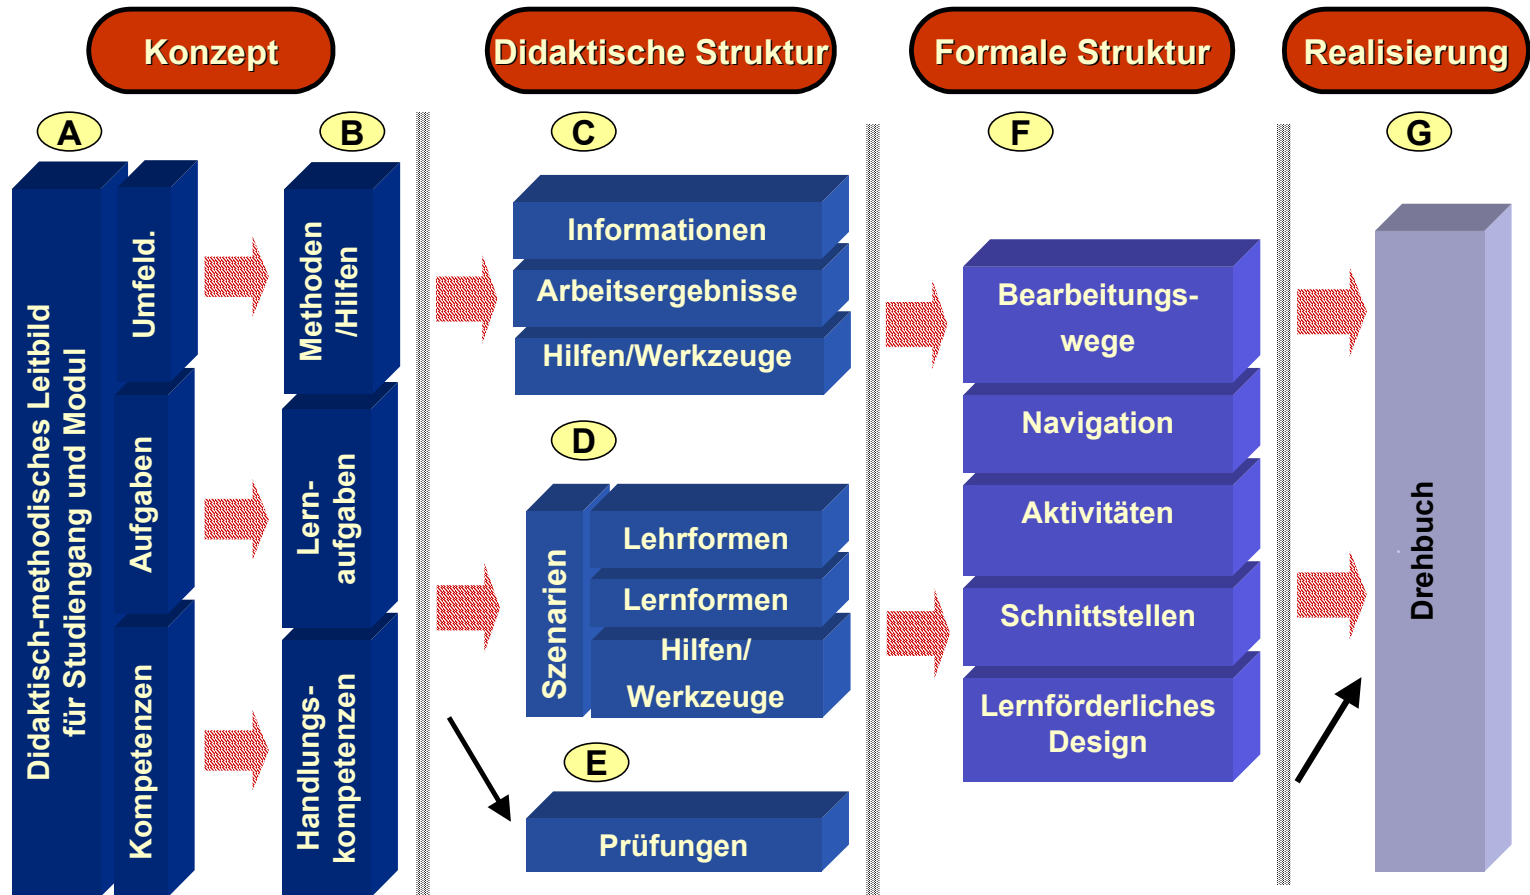 Konzept
Didaktische Struktur
Formale Struktur
Realisierung
A
B
C
F
G
Didaktisch-methodisches Leitbild
für Studiengang und Modul
Umfeld.
Aufgaben
Kompetenzen
Methoden
/Hilfen
Lern-
aufgaben
Handlungs-
kompetenzen
Informationen
Arbeitsergebnisse
Hilfen/Werkzeuge
D
Szenarien
Lehrformen
Lernformen
Hilfen/
Werkzeuge
E
Prüfungen
Bearbeitungs-
wege
Navigation
Aktivitäten
Schnittstellen
Lernförderliches
Design
Drehbuch